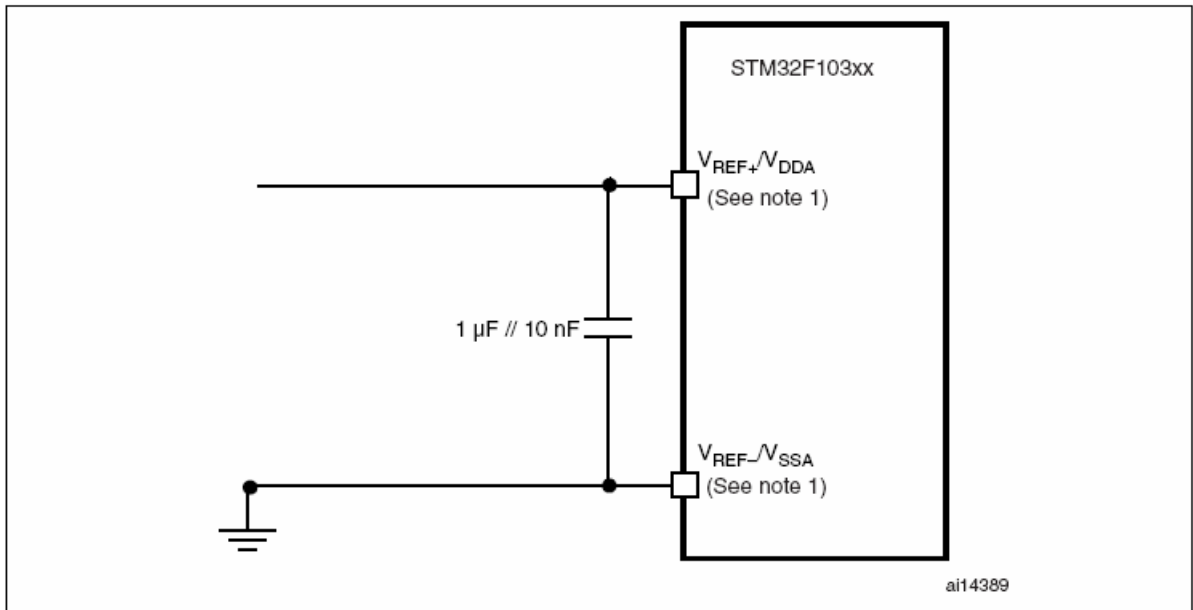 STM32F103xx
VREF+/VDDA
(See note 1)
1 µF // 10 nF
VREF–/VSSA
(See note 1)
ai14389